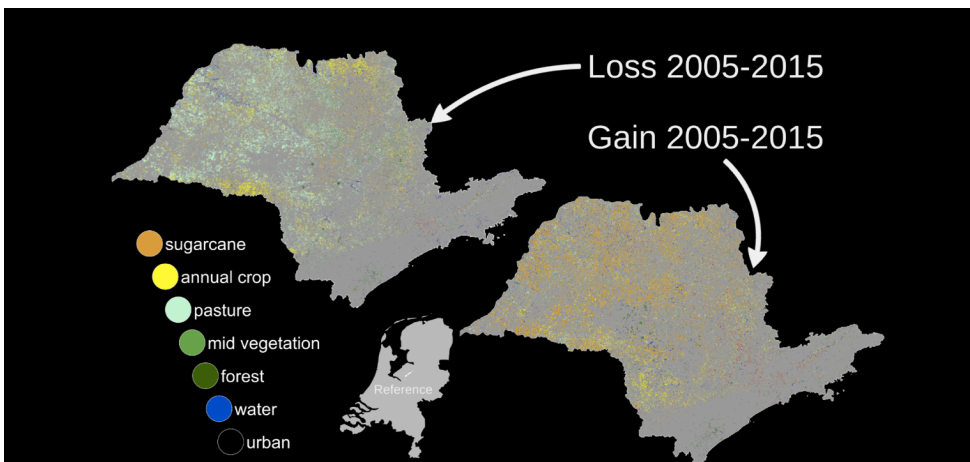 Loss 2005-2015
Gain 2005-2015
sugarcane
annual crop
pasture
mid vegetation
forest
water
urban
Reference